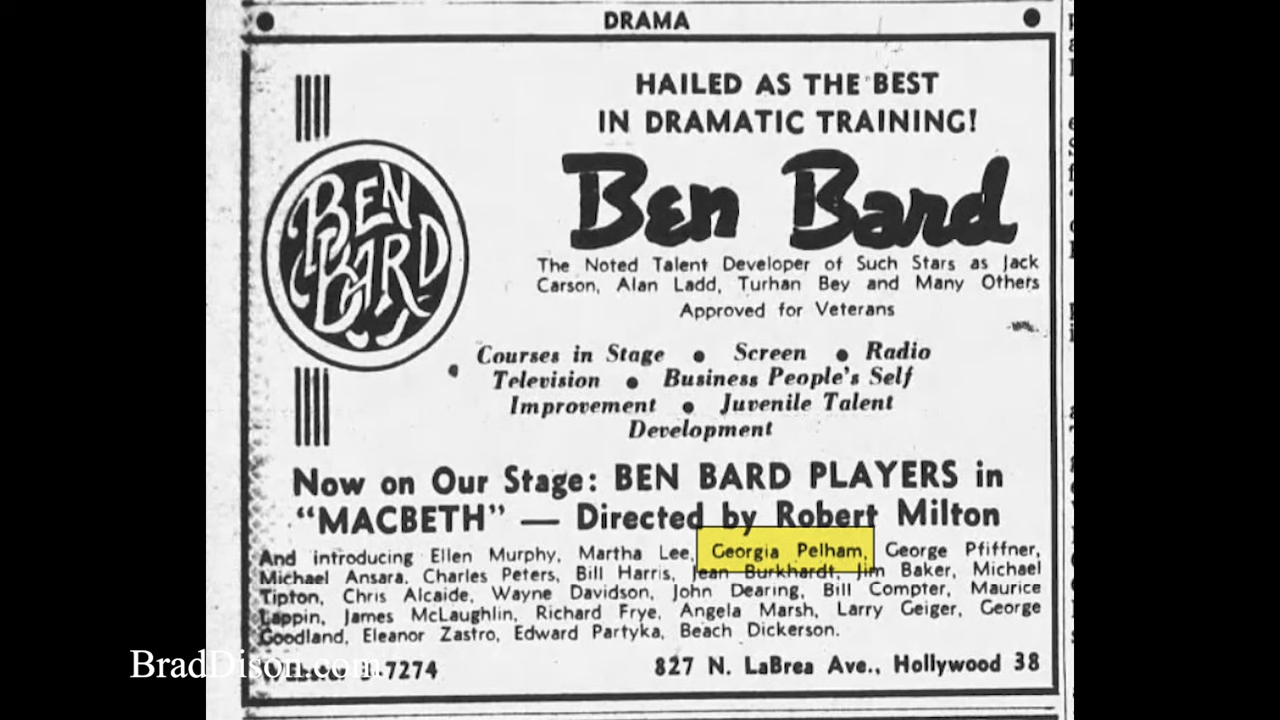 DRAMA
HAILED AS THE BEST
IN DRAMATIC TRAINING!
BEN
BARD
Ben Bard
The Noted Talent Developer of Such Stars as Jack
Carson, Alan Ladd, Turhan Bey and Many Others
Approved for Veterans
Courses in Stage • Screen • Radio
Television • Business People's Self
Improvement • Juvenile Talent
Development
Now on Our Stage: BEN BARD PLAYERS in
"MACBETH" — Directed by Robert Milton
And introducing Ellen Murphy, Martha Lee, Georgia Pelham, George Pfiffner,
Michael Ansara, Charles Peters, Bill Harris, Jean Burkhardt, Jim Baker, Michael
Tipton, Chris Alcaide, Wayne Davidson, John Dearing, Bill Compter, Maurice
Lappin, James McLaughlin, Richard Frye, Angela Marsh, Larry Geiger, George
Goodland, Eleanor Zastro, Edward Partyka, Beach Dickerson.
BradDison.com
7274
827 N. LaBrea Ave., Hollywood 38